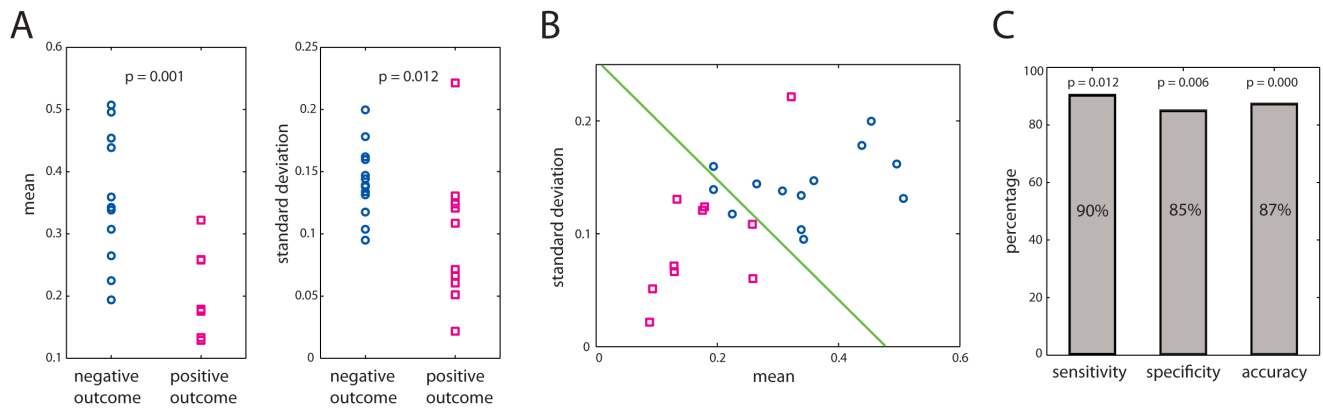 A
B
C
p = 0.001
mean
0.6
0.5
0.4
0.3
0.2
0.1
negative
outcome
positive
outcome
p = 0.012
standard deviation
0.25
0.2
0.15
0.1
0.05
0
negative
outcome
positive
outcome
standard deviation
0.2
0.1
0
0
0.2
0.4
0.6
mean
percentage
100
80
60
40
20
0
p = 0.012
p = 0.006
p = 0.000
90%
85%
87%
sensitivity
specificity
accuracy